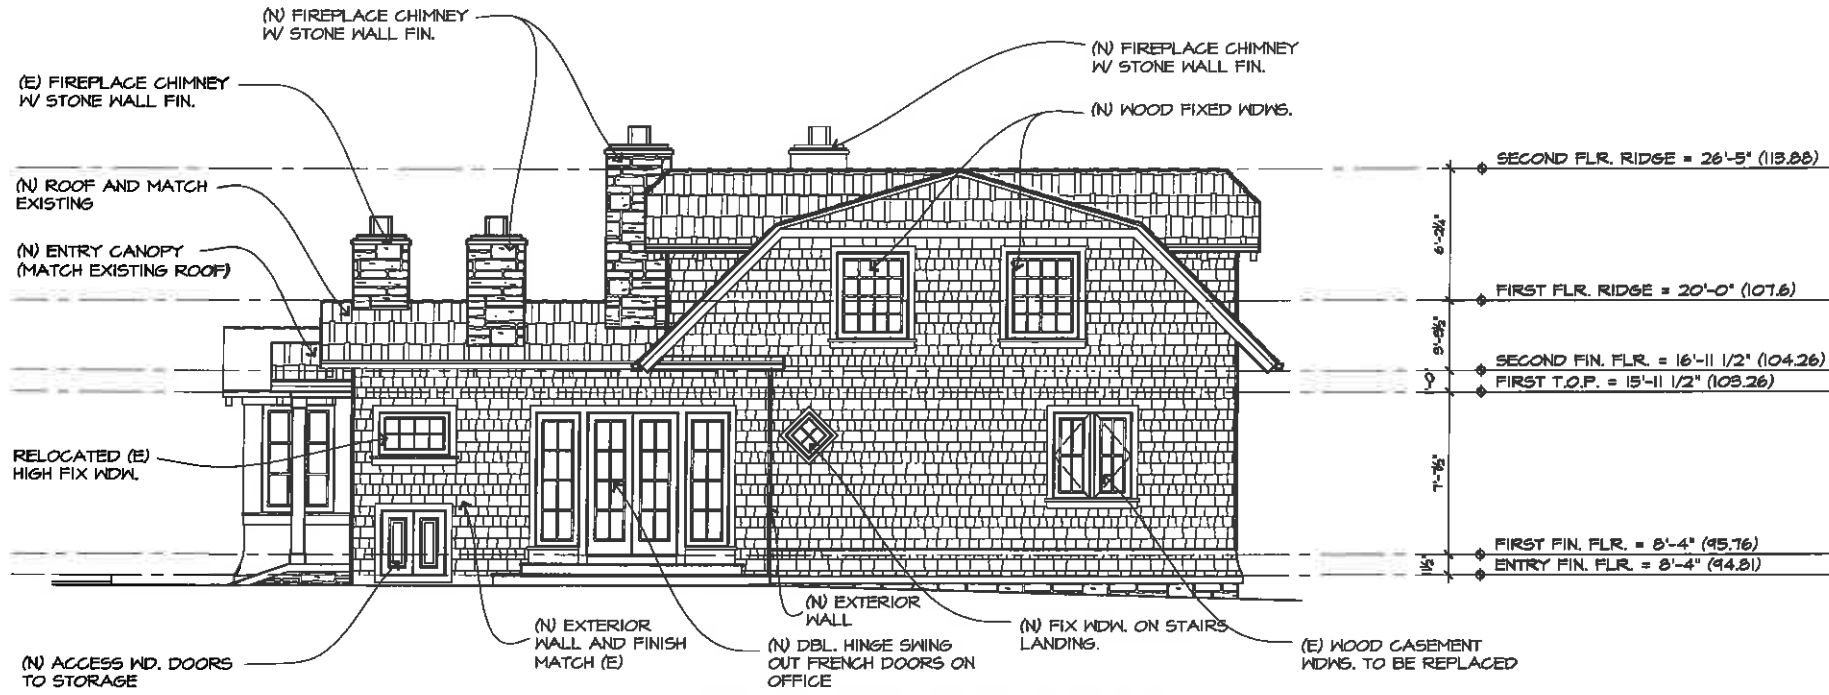 (N) FIREPLACE CHIMNEY
W/ STONE WALL FIN.
(E) FIREPLACE CHIMNEY
W/ STONE WALL FIN.
(N) ROOF AND MATCH
EXISTING
(N) ENTRY CANOPY
(MATCH EXISTING ROOF)
RELOCATED (E)
HIGH FIX WDW.
(N) ACCESS WD. DOORS
TO STORAGE
(N) EXTERIOR
WALL AND FINISH
MATCH (E)
(N) DBL. HINGE SWING
OUT FRENCH DOORS ON
OFFICE
(N) EXTERIOR
WALL
(N) FIX WDW. ON STAIRS
LANDING.
(E) WOOD CASEMENT
WDWS. TO BE REPLACED
(N) FIREPLACE CHIMNEY
W/ STONE WALL FIN.
(N) WOOD FIXED WDWS.
SECOND FLR. RIDGE = 26'-5" (113.88)
FIRST FLR. RIDGE = 20'-0" (107.6)
SECOND FIN. FLR. = 16'-11 1/2" (104.26)
FIRST T.O.P. = 15'-11 1/2" (103.26)
FIRST FIN. FLR. = 8'-4" (95.76)
ENTRY FIN. FLR. = 8'-4" (94.81)